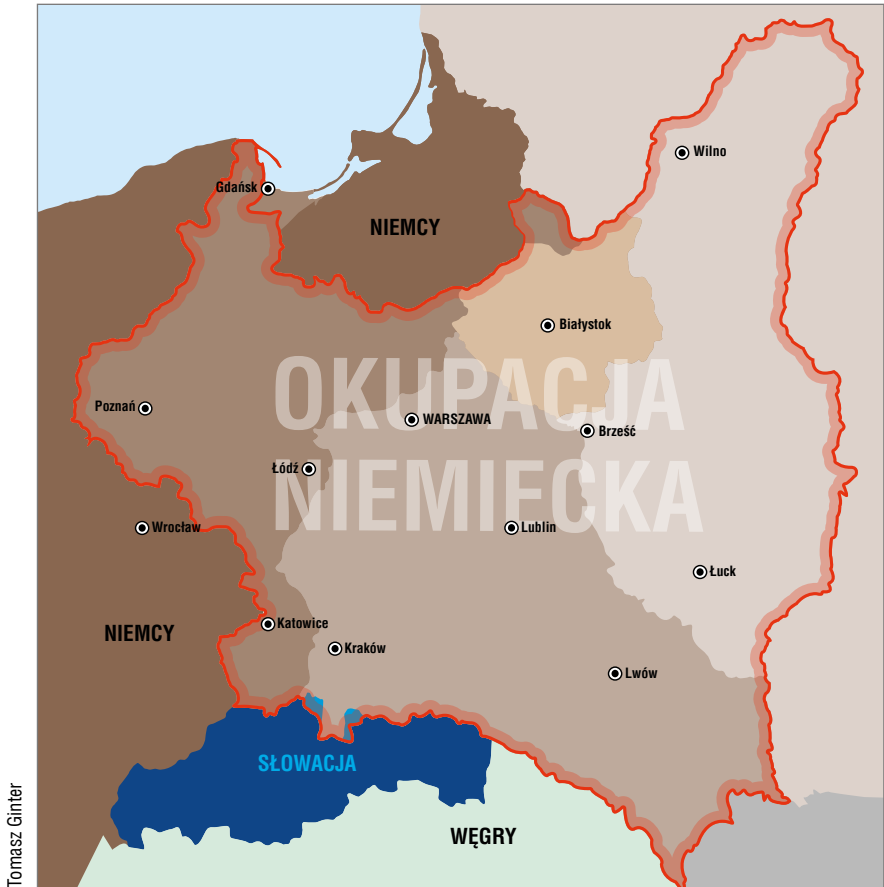 Wilno
Gdańsk
NIEMCY
Białystok
OKUPACJA
NIEMIECKA
Poznań
WARSZAWA
Brześć
Łódź
Wrocław
Lublin
Łuck
NIEMCY
Katowice
Kraków
Lwów
SŁOWACJA
WĘGRY
Tomasz Ginter